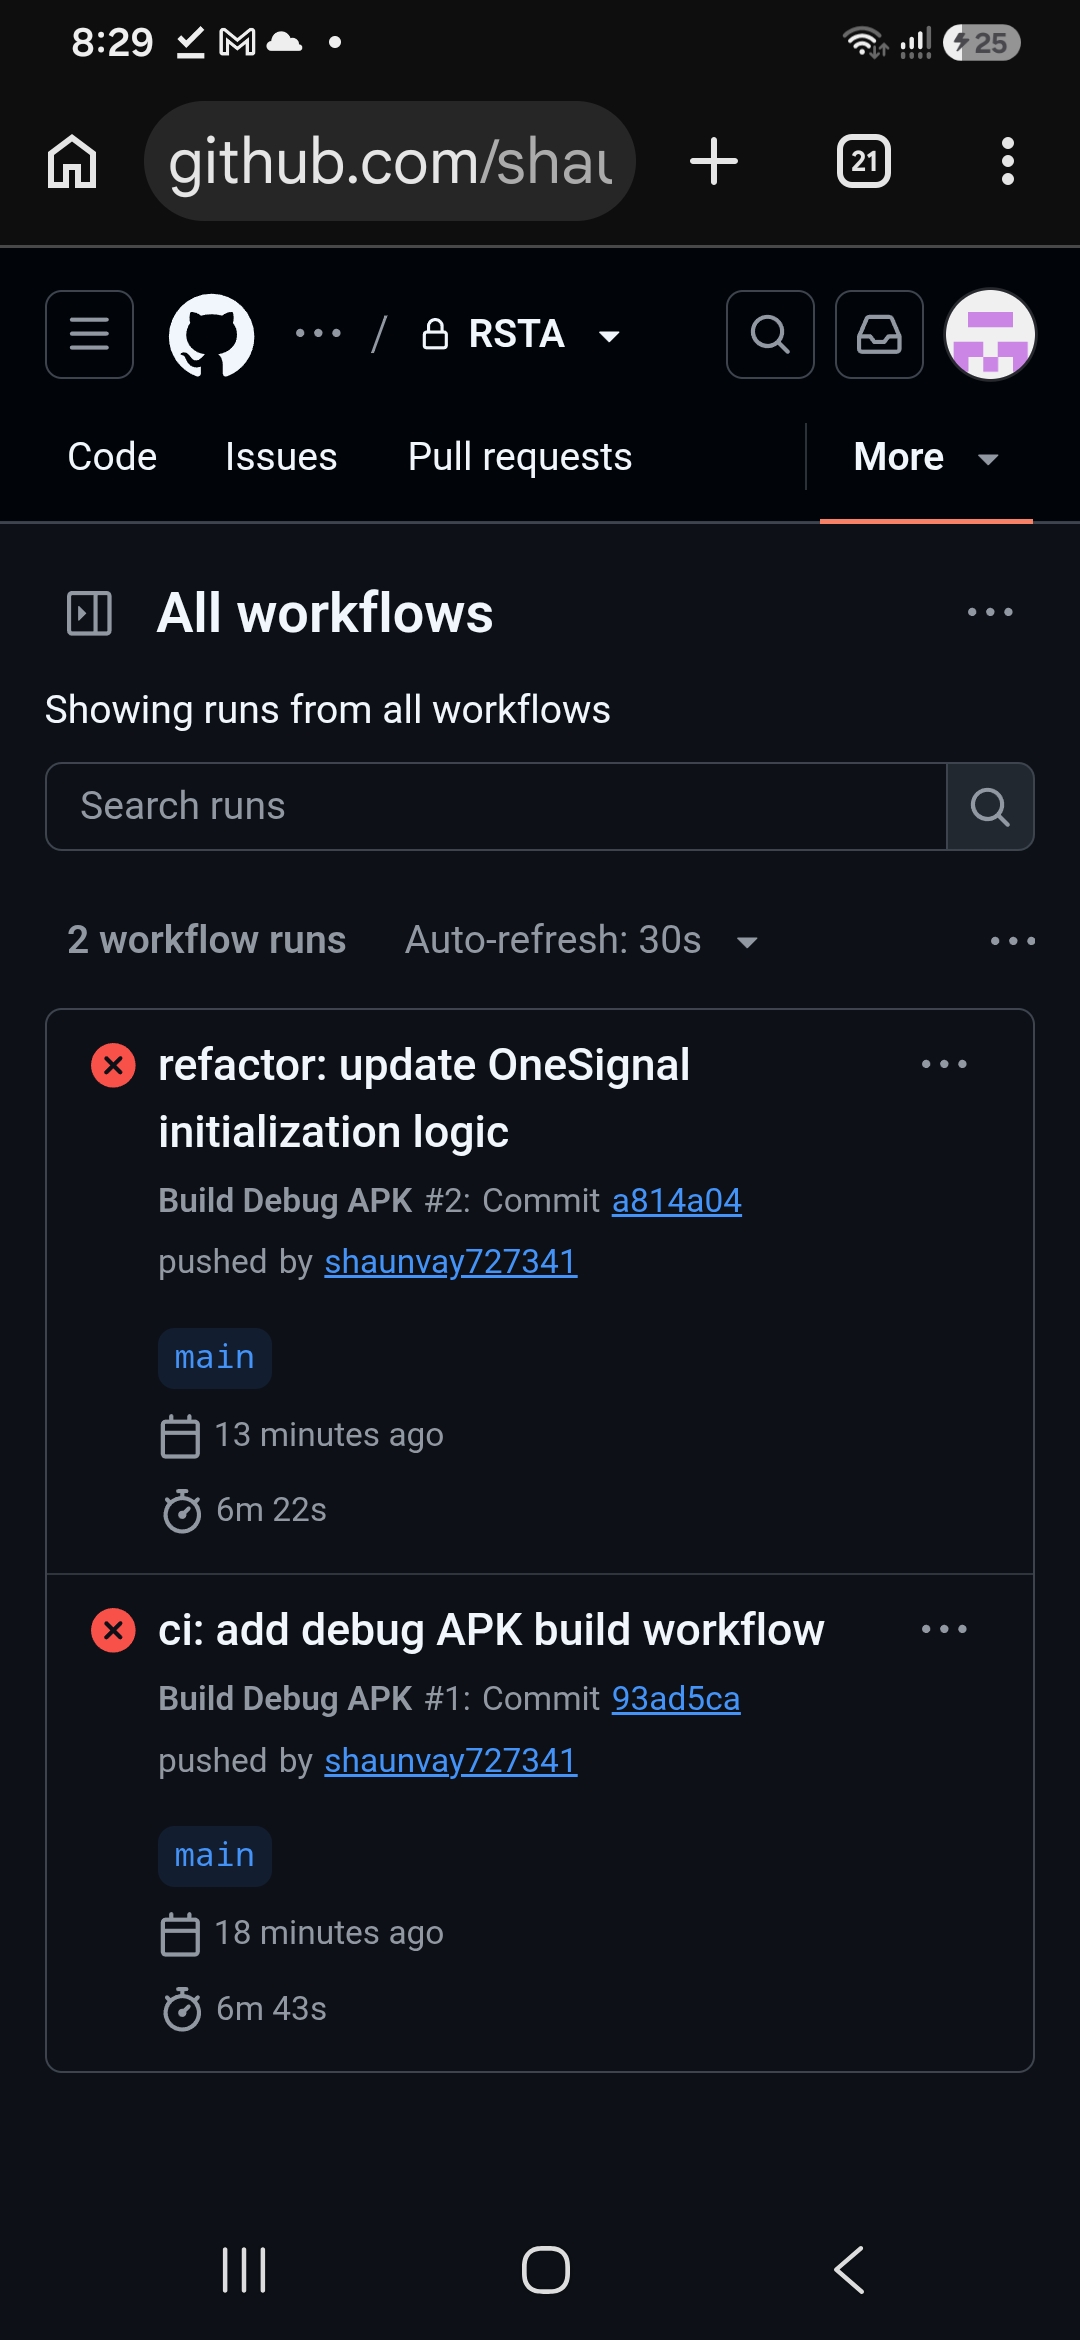 8:29
25
github.com/shau
21
/ RSTA
Code Issues Pull requests More
All workflows
Showing runs from all workflows
Search runs
2 workflow runs Auto-refresh: 30s
refactor: update OneSignal
initialization logic
Build Debug APK #2: Commit a814a04
pushed by shaunvay727341
main
13 minutes ago
6m 22s
ci: add debug APK build workflow
Build Debug APK #1: Commit 93ad5ca
pushed by shaunvay727341
main
18 minutes ago
6m 43s